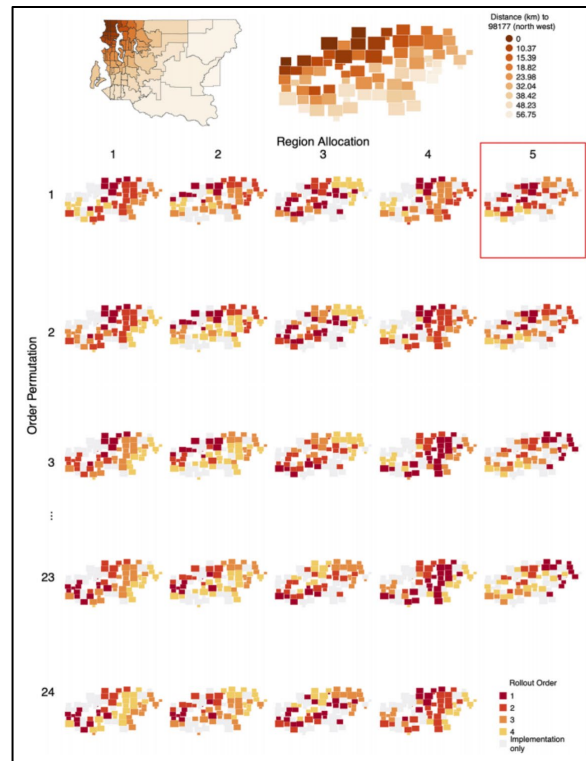 Distance (km) to
98177 (north west)
0
10.37
15.39
18.82
23.98
32.04
38.42
48.23
56.75
Region Allocation
1 2 3 4 5
Order Permutation
1
2
3
...
23
24
Rollout Order
1
2
3
4
Implementation
only